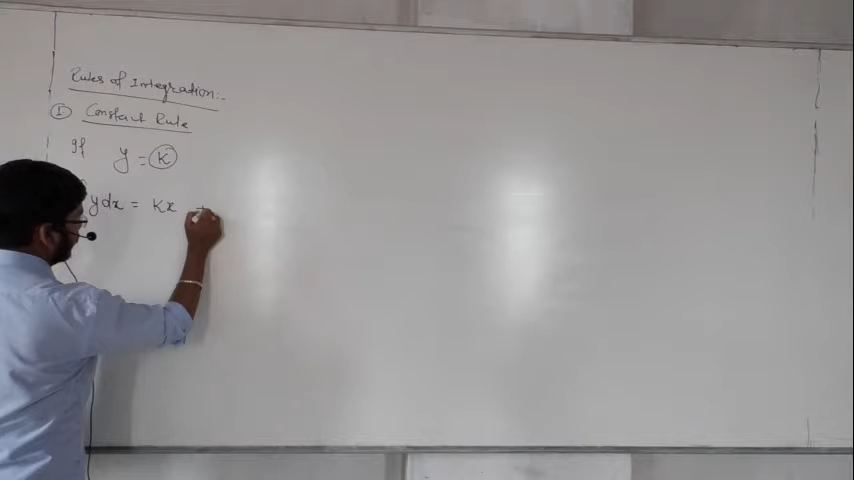 Rules of Integration:-
① Constant Rule
If y = K
ydx = Kx +